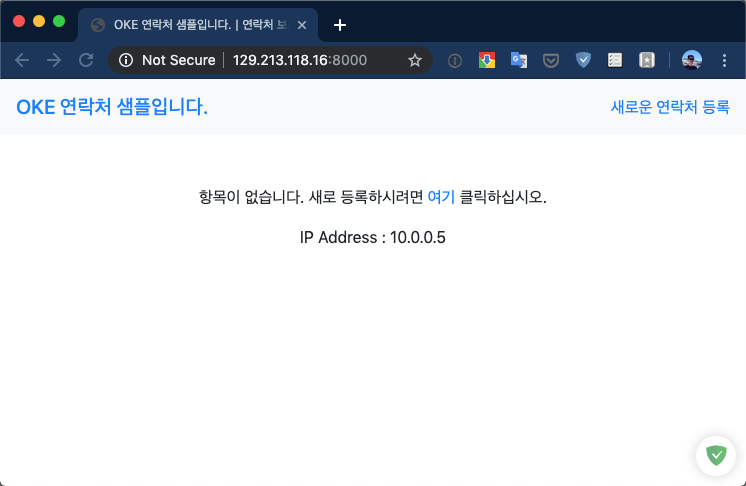 OKE 연락처 샘플입니다. | 연락처 보
Not Secure | 129.213.118.16:8000
OKE 연락처 샘플입니다.
새로운 연락처 등록
항목이 없습니다. 새로 등록하시려면 여기 클릭하십시오.
IP Address : 10.0.0.5